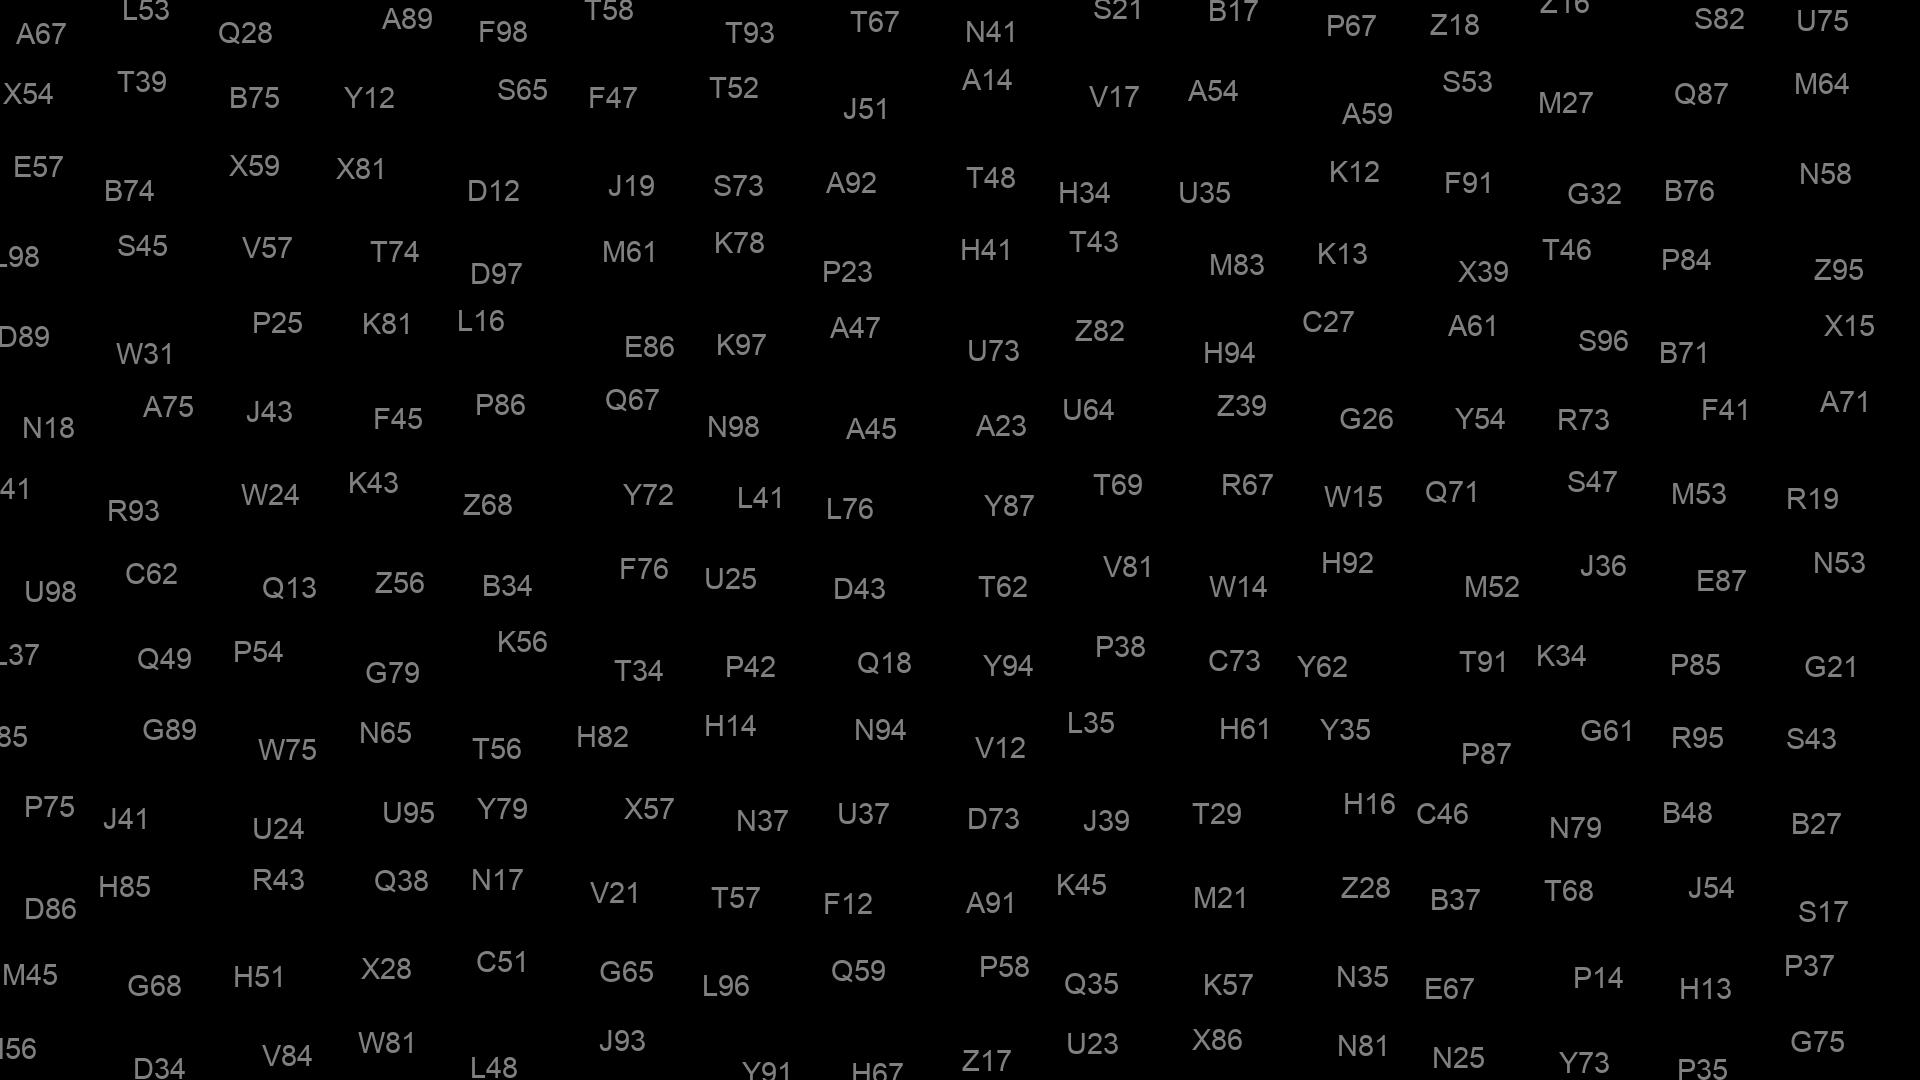 A67 L53 Q28 A89 F98 T58 T93 T67 N41 S21 B17 P67 Z18 Z16 S82 U75
X54 T39 B75 Y12 S65 F47 T52 J51 A14 V17 A54 A59 S53 M27 Q87 M64
E57 B74 X59 X81 D12 J19 S73 A92 T48 H34 U35 K12 F91 G32 B76 N58
L98 S45 V57 T74 D97 M61 K78 P23 H41 T43 M83 K13 X39 T46 P84 Z95
D89 W31 P25 K81 L16 E86 K97 A47 U73 Z82 H94 C27 A61 S96 B71 X15
N18 A75 J43 F45 P86 Q67 N98 A45 A23 U64 Z39 G26 Y54 R73 F41 A71
41 R93 W24 K43 Z68 Y72 L41 L76 Y87 T69 R67 W15 Q71 S47 M53 R19
U98 C62 Q13 Z56 B34 F76 U25 D43 T62 V81 W14 H92 M52 J36 E87 N53
L37 Q49 P54 G79 K56 T34 P42 Q18 Y94 P38 C73 Y62 T91 K34 P85 G21
85 G89 W75 N65 T56 H82 H14 N94 V12 L35 H61 Y35 P87 G61 R95 S43
P75 J41 U24 U95 Y79 X57 N37 U37 D73 J39 T29 H16 C46 N79 B48 B27
D86 H85 R43 Q38 N17 V21 T57 F12 A91 K45 M21 Z28 B37 T68 J54 S17
M45 G68 H51 X28 C51 G65 L96 Q59 P58 Q35 K57 N35 E67 P14 H13 P37
56 D34 V84 W81 L48 J93 Y91 H67 Z17 U23 X86 N81 N25 Y73 P35 G75